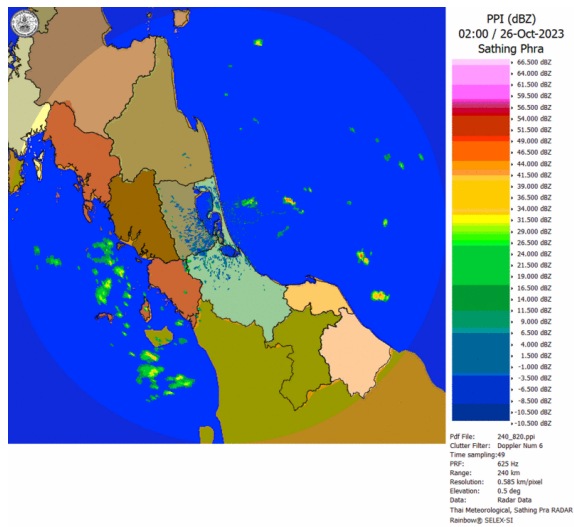 PPI (dBZ)
02:00 / 26-Oct-2023
Sathing Phra
66.500 dBZ
64.000 dBZ
61.500 dBZ
59.500 dBZ
56.500 dBZ
54.000 dBZ
51.500 dBZ
49.000 dBZ
46.500 dBZ
44.000 dBZ
41.500 dBZ
39.000 dBZ
36.500 dBZ
34.000 dBZ
31.500 dBZ
29.000 dBZ
26.500 dBZ
24.000 dBZ
21.500 dBZ
19.000 dBZ
16.500 dBZ
14.000 dBZ
11.500 dBZ
9.000 dBZ
6.500 dBZ
4.000 dBZ
1.500 dBZ
-1.000 dBZ
-3.500 dBZ
-6.500 dBZ
-8.500 dBZ
-10.500 dBZ
-10.500 dBZ
Pdf File: 240_820.ppi
Clutter Filter: Doppler Num 6
Time sampling:49
PRF: 625 Hz
Range: 240 km
Resolution: 0.585 km/pixel
Elevation: 0.5 deg
Data: Radar Data
Thai Meteorological, Sathing Pra RADAR
Rainbow® SELEX-SI